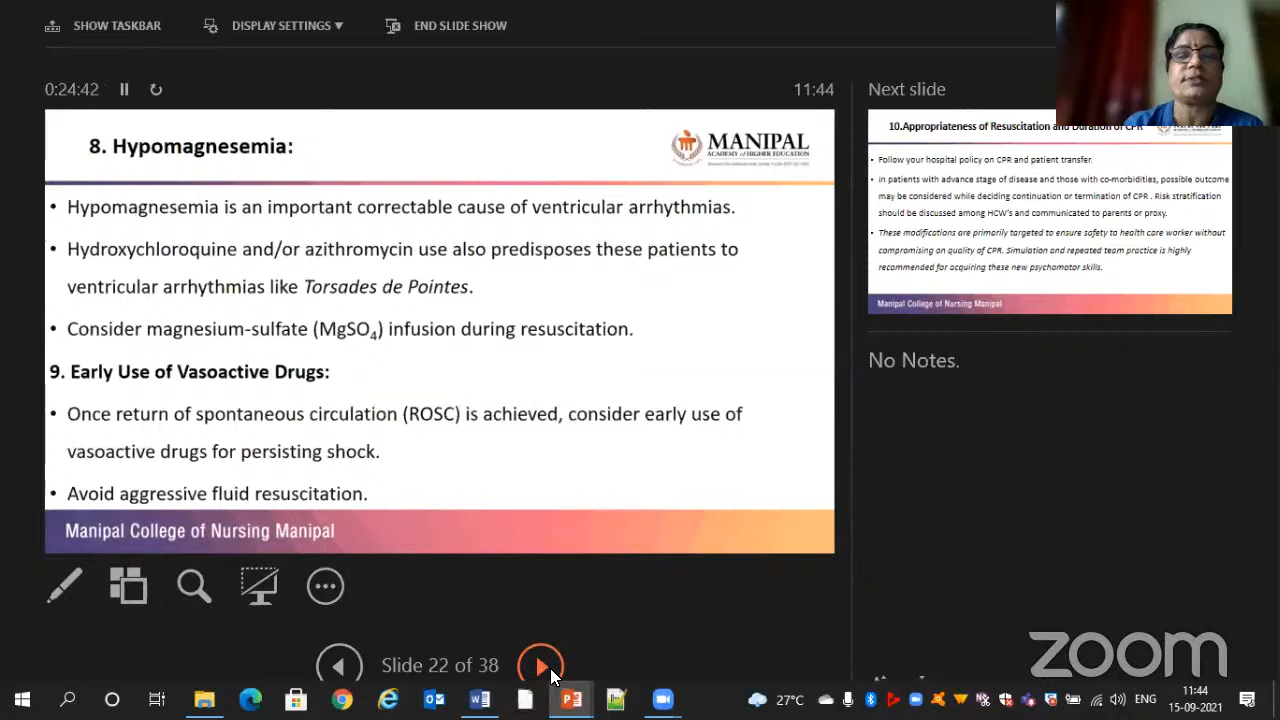 SHOW TASKBAR
DISPLAY SETTINGS ▼
END SLIDE SHOW
0:24:42
11:44
Next slide
8. Hypomagnesemia:
MANIPAL
ACADEMY of HIGHER EDUCATION
• Hypomagnesemia is an important correctable cause of ventricular arrhythmias.
• Hydroxychloroquine and/or azithromycin use also predisposes these patients to
ventricular arrhythmias like Torsades de Pointes.
• Consider magnesium-sulfate (MgSO₄) infusion during resuscitation.
9. Early Use of Vasoactive Drugs:
• Once return of spontaneous circulation (ROSC) is achieved, consider early use of
vasoactive drugs for persisting shock.
• Avoid aggressive fluid resuscitation.
Manipal College of Nursing Manipal
10.Appropriateness of Resuscitation and Duration of CPR
• Follow your hospital policy on CPR and patient transfer.
• In patients with advance stage of disease and those with co-morbidities, possible outcome
may be considered while deciding continuation or termination of CPR . Risk stratification
should be discussed among HCW's and communicated to parents or proxy.
• These modifications are primarily targeted to ensure safety to health care worker without
compromising on quality of CPR. Simulation and repeated team practice is highly
recommended for acquiring these new psychomotor skills.
Manipal College of Nursing Manipal
No Notes.
Slide 22 of 38
zoom
27°C
ENG
11:44
15-09-2021